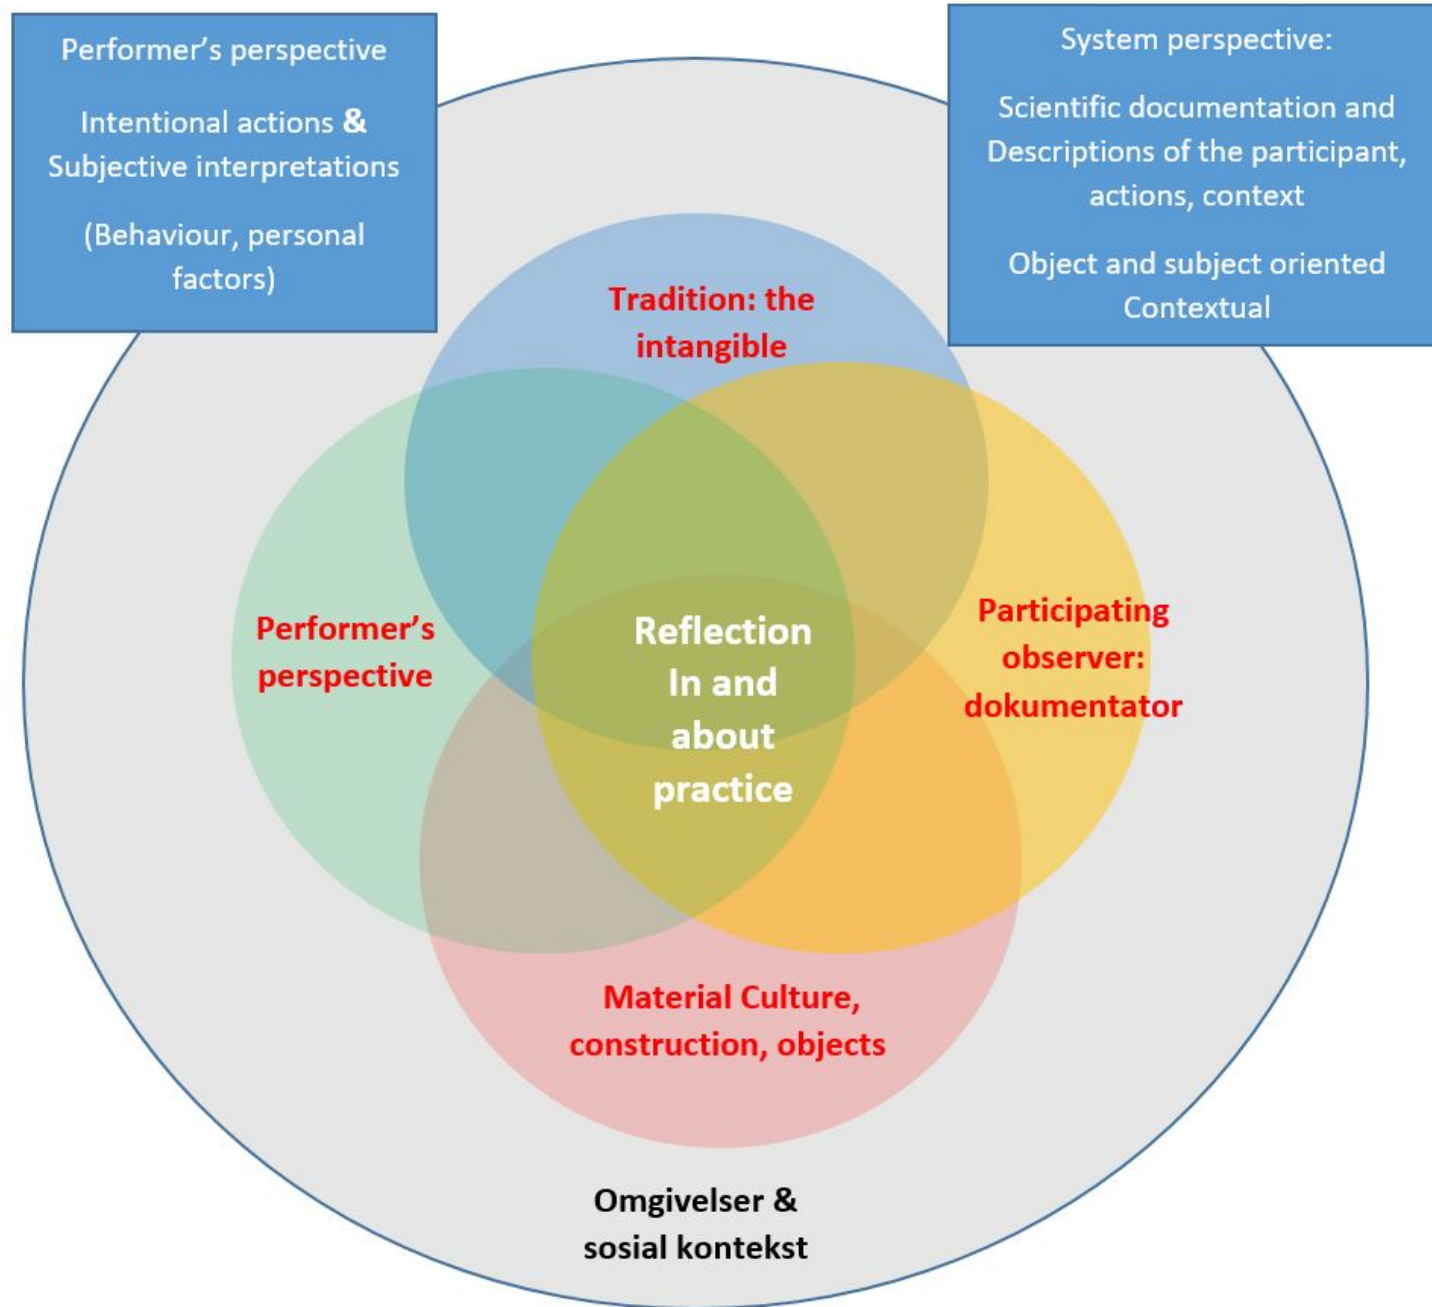 Performer’s perspective
Intentional actions &
Subjective interpretations
(Behaviour, personal
factors)
System perspective:
Scientific documentation and
Descriptions of the participant,
actions, context
Object and subject oriented
Contextual
Tradition: the
intangible
Performer’s
perspective
Reflection
In and
about
practice
Participating
observer:
dokumentator
Material Culture,
construction, objects
Omgivelser &
sosial kontekst